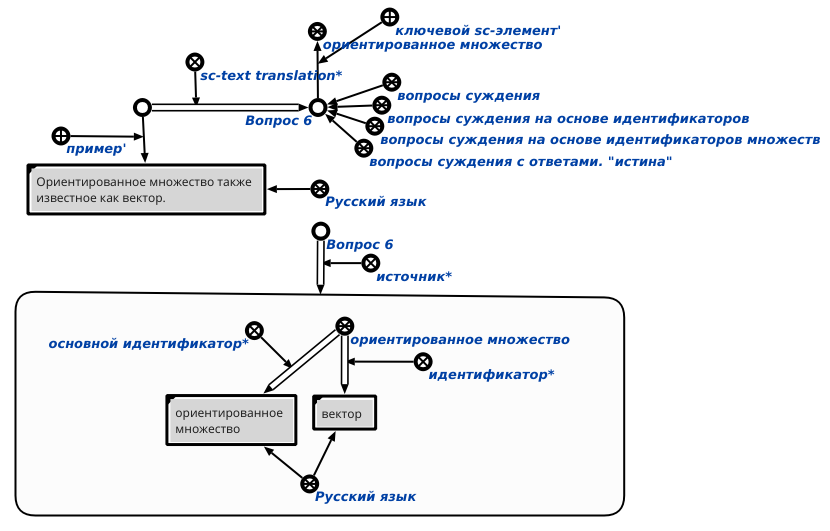 ключевой sc-элемент'
ориентированное множество
sc-text translation*
вопросы суждения
Вопрос 6
вопросы суждения на основе идентификаторов
вопросы суждения на основе идентификаторов множеств
пример'
вопросы суждения с ответами. "истина"
Ориентированное множество также
известное как вектор.
Русский язык
Вопрос 6
источник*
основной идентификатор*
ориентированное множество
идентификатор*
ориентированное
множество
вектор
Русский язык